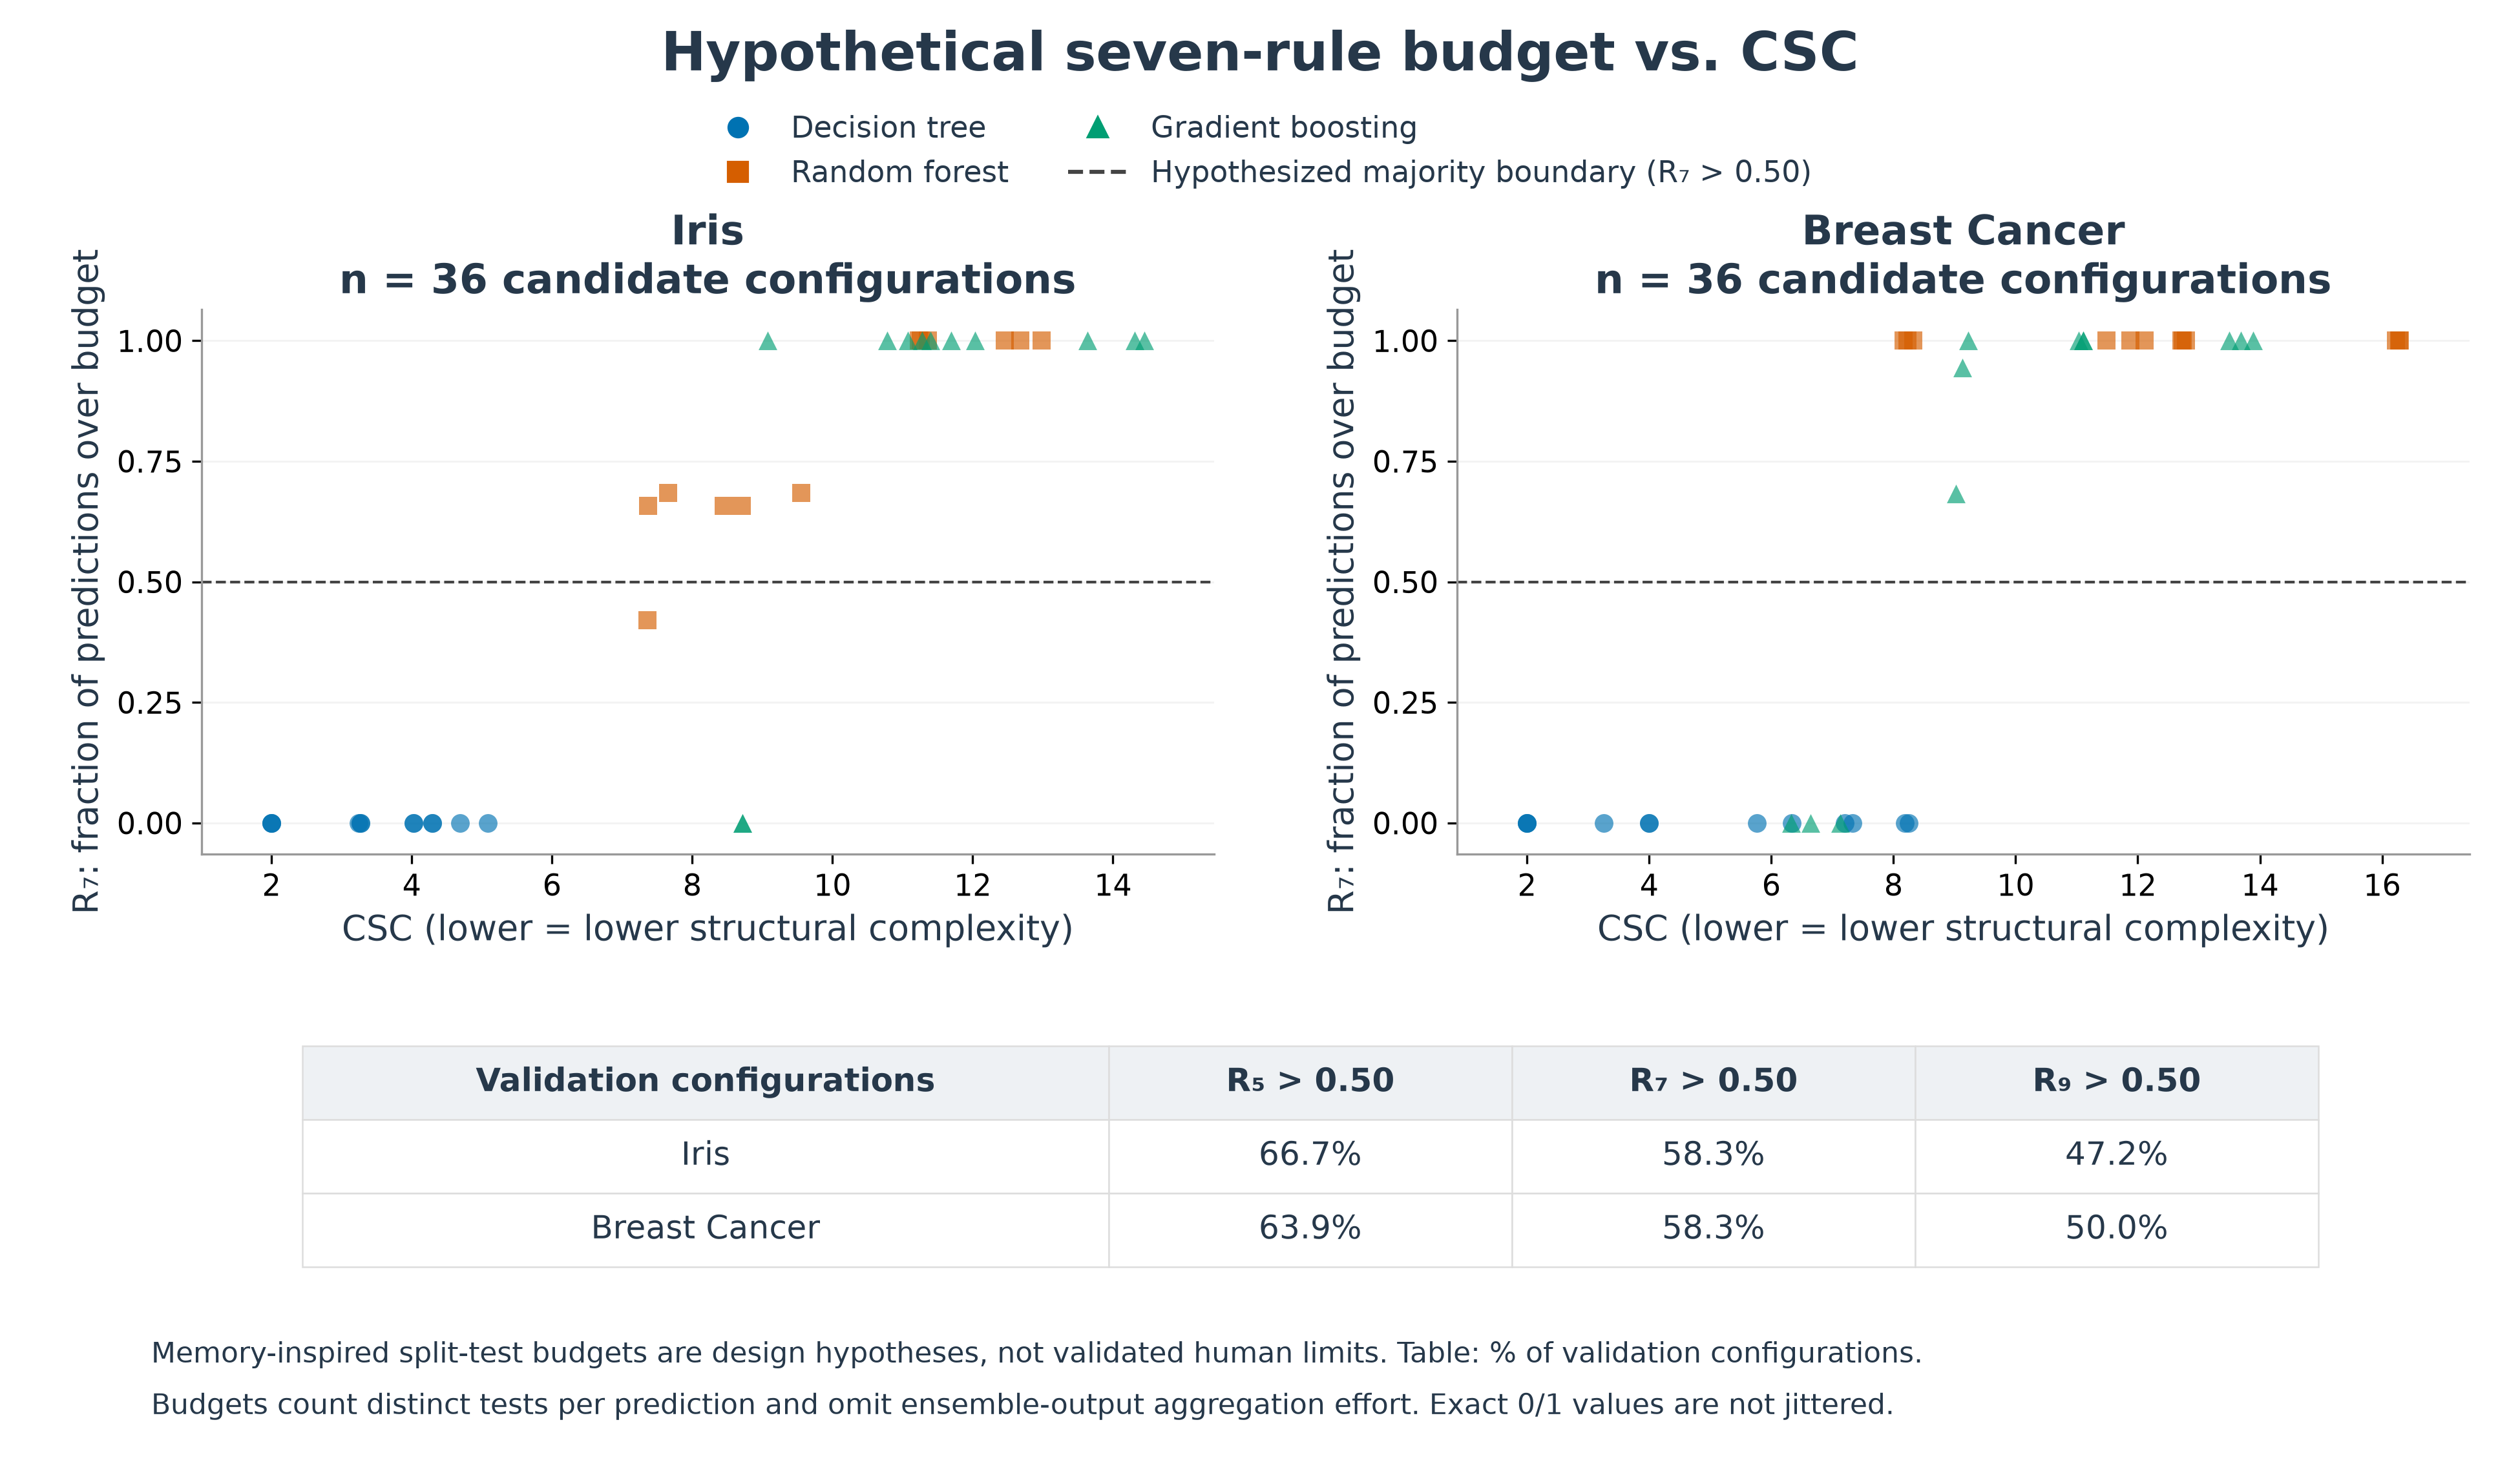 Hypothetical seven-rule budget vs. CSC
Decision tree
Random forest
Gradient boosting
Hypothesized majority boundary (R₇ > 0.50)
Iris
n = 36 candidate configurations
R₇: fraction of predictions over budget
1.00
0.75
0.50
0.25
0.00
2 4 6 8 10 12 14
CSC (lower = lower structural complexity)
Breast Cancer
n = 36 candidate configurations
R₇: fraction of predictions over budget
1.00
0.75
0.50
0.25
0.00
2 4 6 8 10 12 14 16
CSC (lower = lower structural complexity)
Validation configurations R₅ > 0.50 R₇ > 0.50 R₉ > 0.50
Iris 66.7% 58.3% 47.2%
Breast Cancer 63.9% 58.3% 50.0%
Memory-inspired split-test budgets are design hypotheses, not validated human limits. Table: % of validation configurations.
Budgets count distinct tests per prediction and omit ensemble-output aggregation effort. Exact 0/1 values are not jittered.